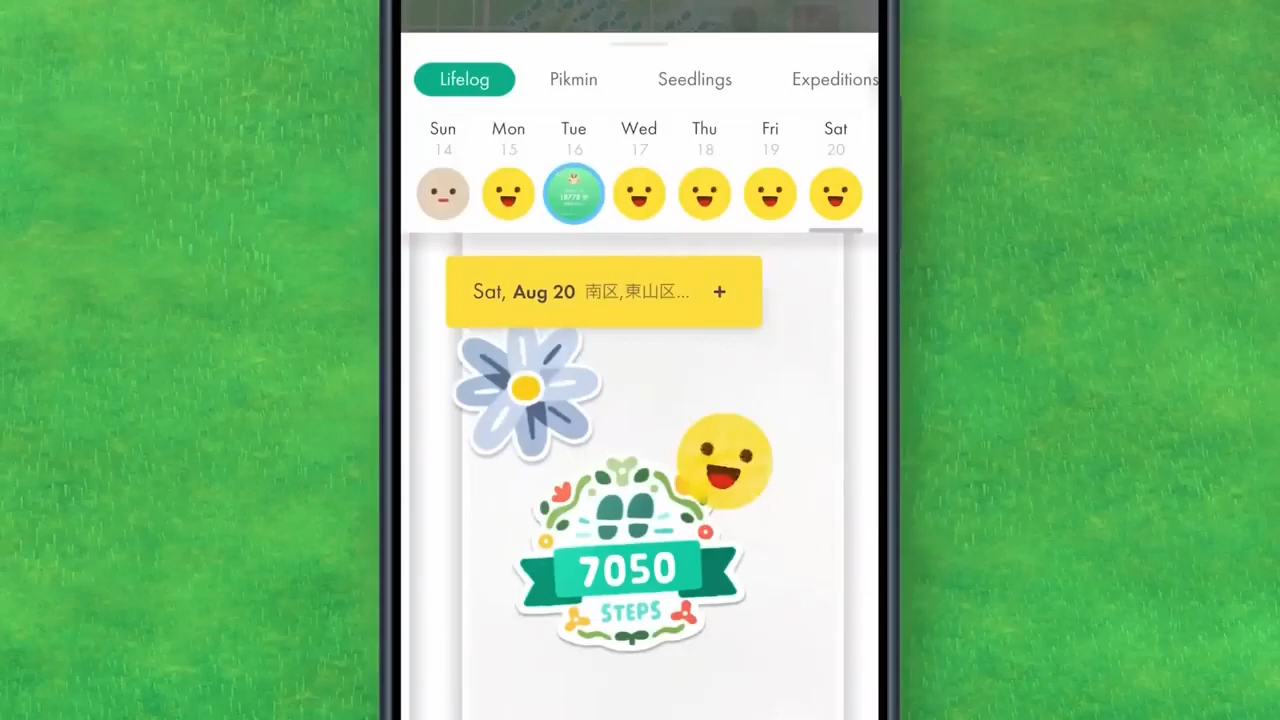 Lifelog Pikmin Seedlings Expeditions
Sun Mon Tue Wed Thu Fri Sat
14 15 16 17 18 19 20
Sat, Aug 20 南区,東山区... +
7050
STEPS